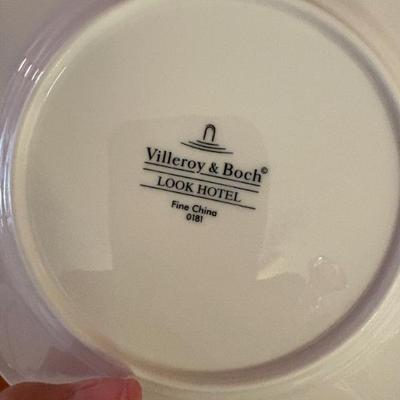 Villeroy & Boch©
LOOK HOTEL
Fine China
0181